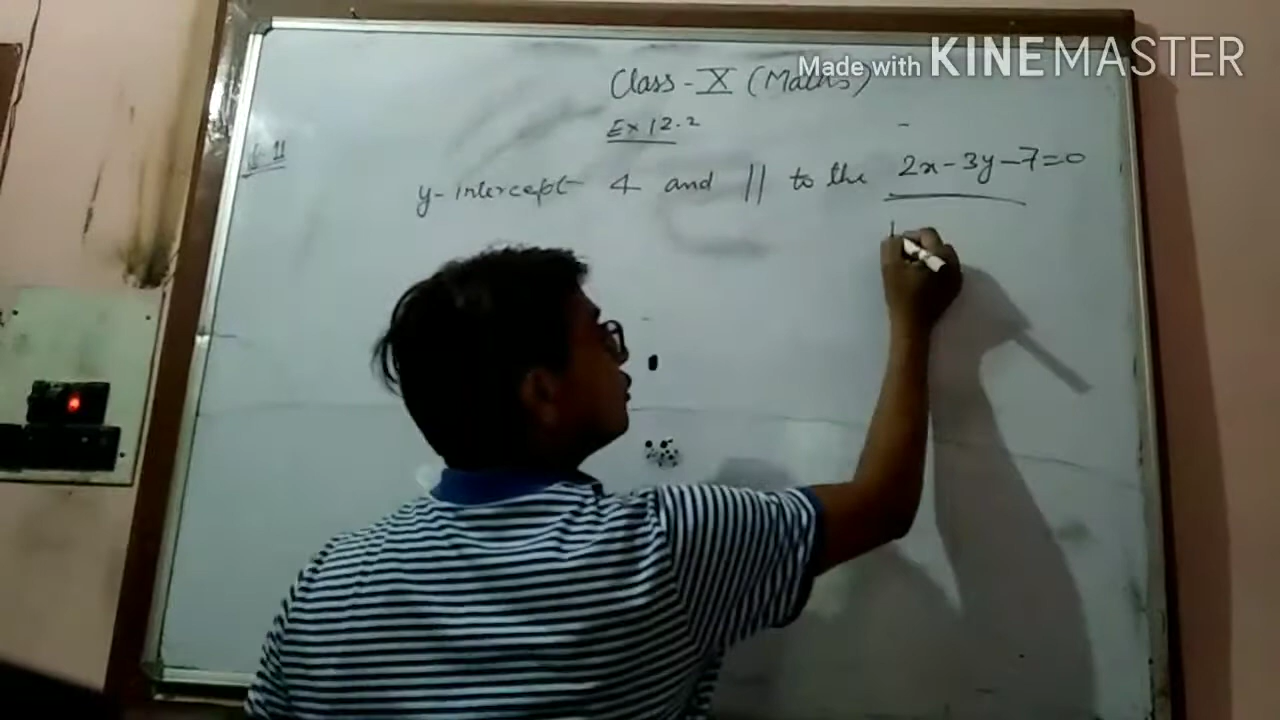 Made with KINEMASTER
Class-X (Maths)
Ex 12.2
11
y-intercept 4 and || to the 2x-3y-7=0